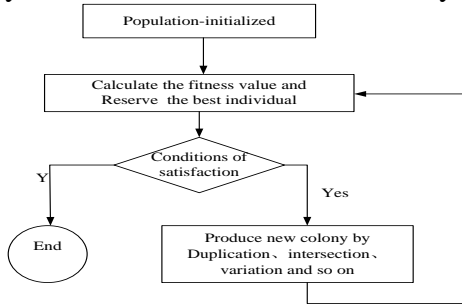 Population-initialized
Calculate the fitness value and
Reserve the best individual
Conditions of
satisfaction
Y
Yes
End
Produce new colony by
Duplication、intersection、
variation and so on